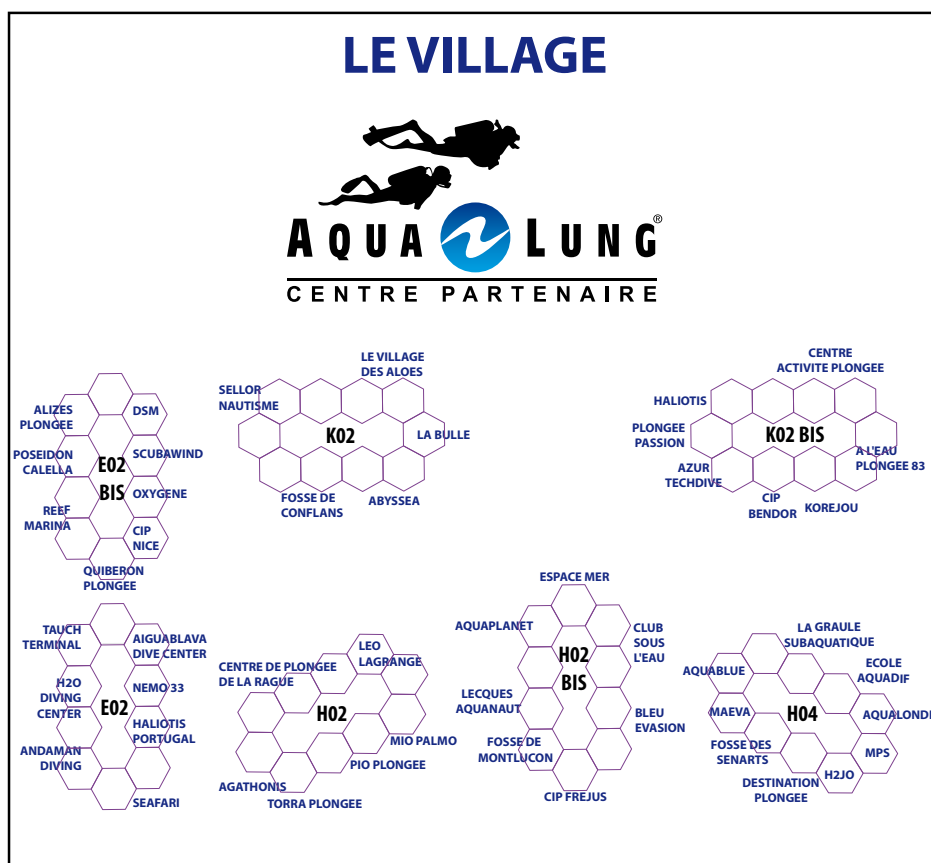 LE VILLAGE
AQUA LUNG®
CENTRE PARTENAIRE
ALIZES
PLONGEE
DSM
POSEIDON
CALELLA
E02
BIS
SCUBAWIND
OXYGENE
REEF
MARINA
CIP
NICE
QUIBERON
PLONGEE
SELLOR
NAUTISME
LE VILLAGE
DES ALOES
K02
LA BULLE
FOSSE DE
CONFLANS
ABYSSEA
CENTRE
ACTIVITE PLONGEE
HALIOTIS
PLONGEE
PASSION
K02 BIS
A L'EAU
PLONGEE 83
AZUR
TECHDIVE
CIP
BENDOR
KOREJOU
TAUCH
TERMINAL
AIGUABLAVA
DIVE CENTER
H2O
DIVING
CENTER
NEMO 33
E02
HALIOTIS
PORTUGAL
ANDAMAN
DIVING
SEAFARI
CENTRE DE PLONGEE
DE LA RAGUE
LEO
LAGRANGE
H02
MIO PALMO
PIO PLONGEE
AGATHONIS
TORRA PLONGEE
ESPACE MER
AQUAPLANET
CLUB
SOUS
L'EAU
H02
BIS
LECQUES
AQUANAUT
BLEU
EVASION
FOSSE DE
MONTLUCON
CIP FREJUS
LA GRAULE
SUBAQUATIQUE
AQUABLUE
ECOLE
AQUADIF
MAEVA
H04
AQUALONDE
FOSSE DES
SENARTS
MPS
H2JO
DESTINATION
PLONGEE